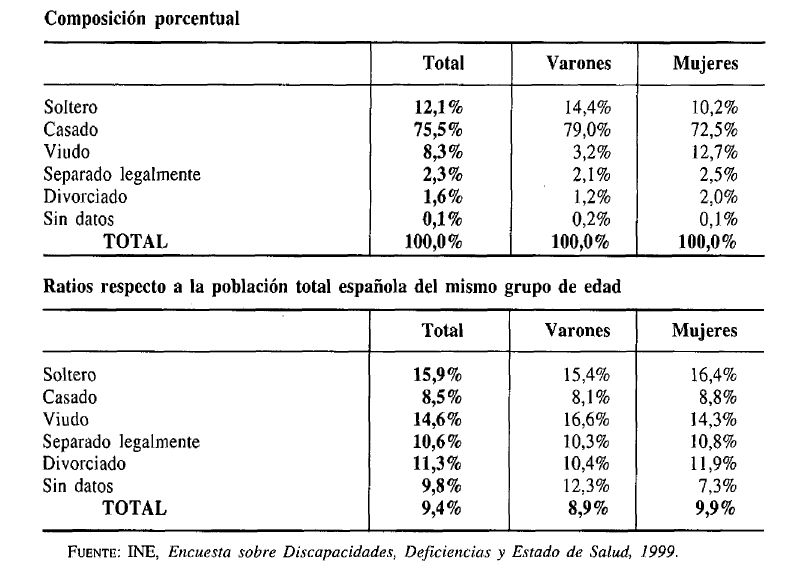 Composición porcentual
Total Varones Mujeres
Soltero 12,1% 14,4% 10,2%
Casado 75,5% 79,0% 72,5%
Viudo 8,3% 3,2% 12,7%
Separado legalmente 2,3% 2,1% 2,5%
Divorciado 1,6% 1,2% 2,0%
Sin datos 0,1% 0,2% 0,1%
TOTAL 100,0% 100,0% 100,0%
Ratios respecto a la población total española del mismo grupo de edad
Total Varones Mujeres
Soltero 15,9% 15,4% 16,4%
Casado 8,5% 8,1% 8,8%
Viudo 14,6% 16,6% 14,3%
Separado legalmente 10,6% 10,3% 10,8%
Divorciado 11,3% 10,4% 11,9%
Sin datos 9,8% 12,3% 7,3%
TOTAL 9,4% 8,9% 9,9%
FUENTE: INE, Encuesta sobre Discapacidades, Deficiencias y Estado de Salud, 1999.